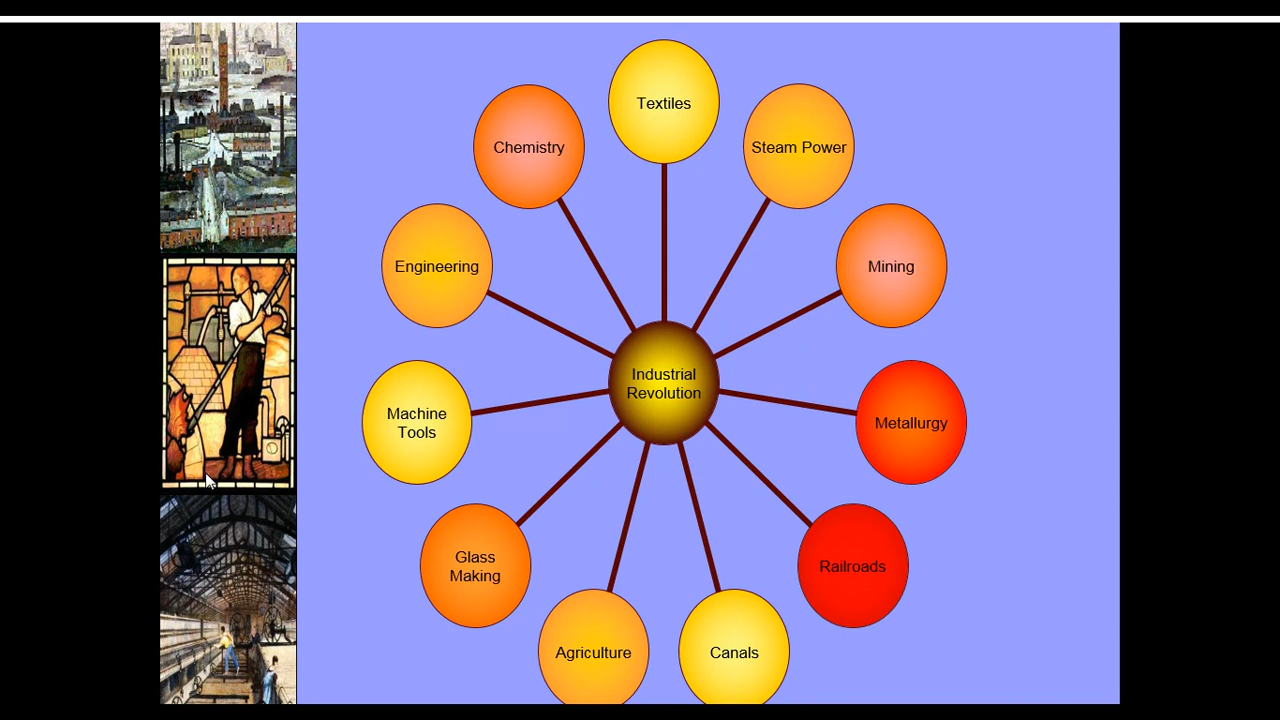 Textiles
Chemistry
Steam Power
Engineering
Mining
Industrial
Revolution
Machine
Tools
Metallurgy
Glass
Making
Railroads
Agriculture
Canals